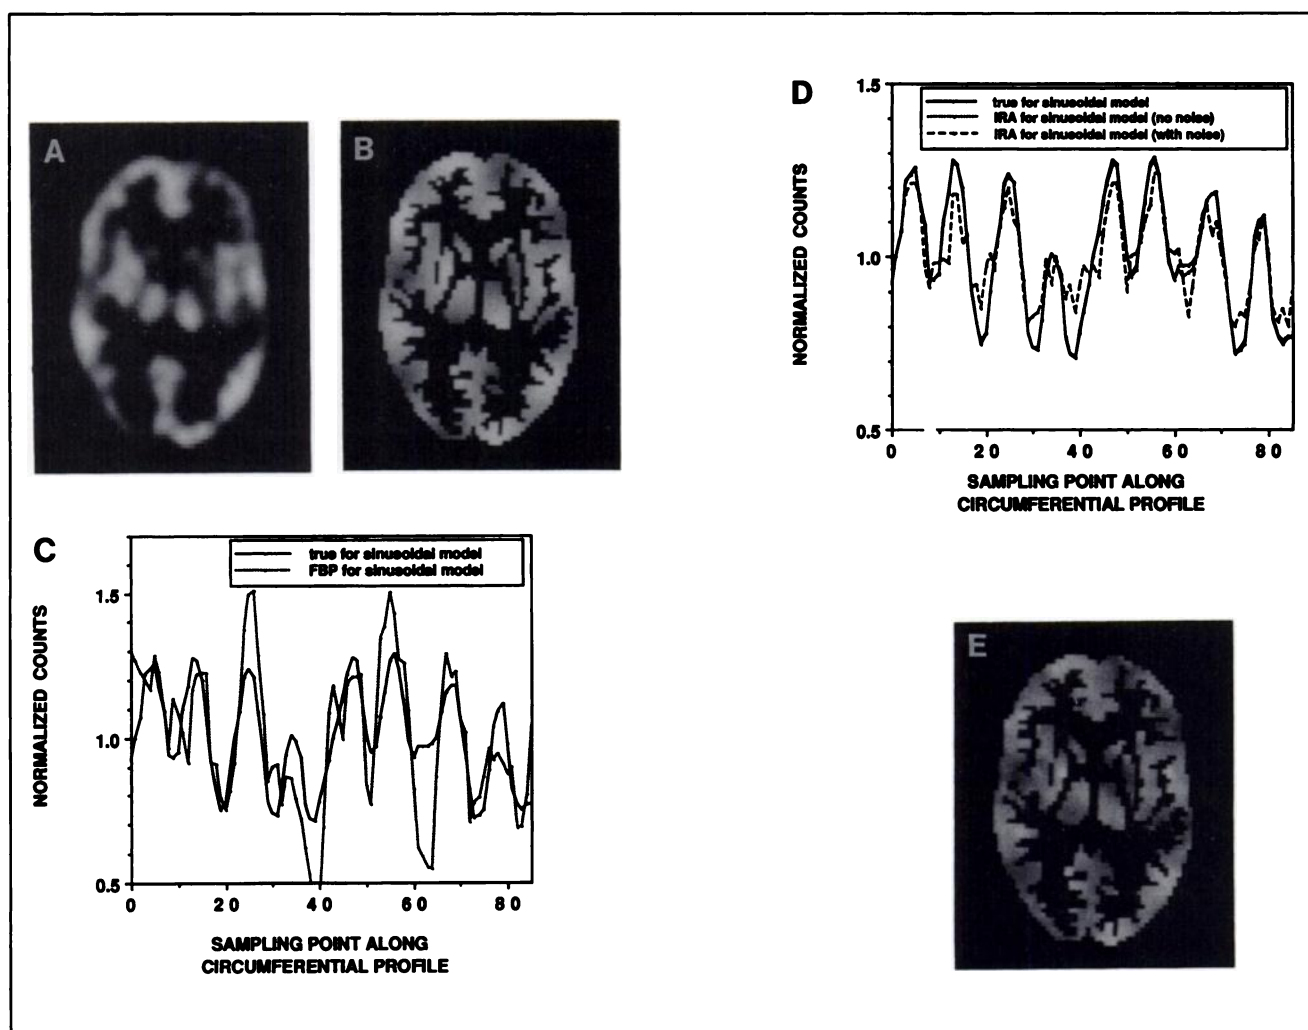 A
B
D
1.5
true for sinusoidal model
IRA for sinusoidal model (no noise)
IRA for sinusoidal model (with noise)
NORMALIZED COUNTS
1.0
0.5
0 20 40 60 80
SAMPLING POINT ALONG
CIRCUMFERENTIAL PROFILE
C
true for sinusoidal model
FBP for sinusoidal model
1.5
NORMALIZED COUNTS
1.0
0.5
0 20 40 60 80
SAMPLING POINT ALONG
CIRCUMFERENTIAL PROFILE
E